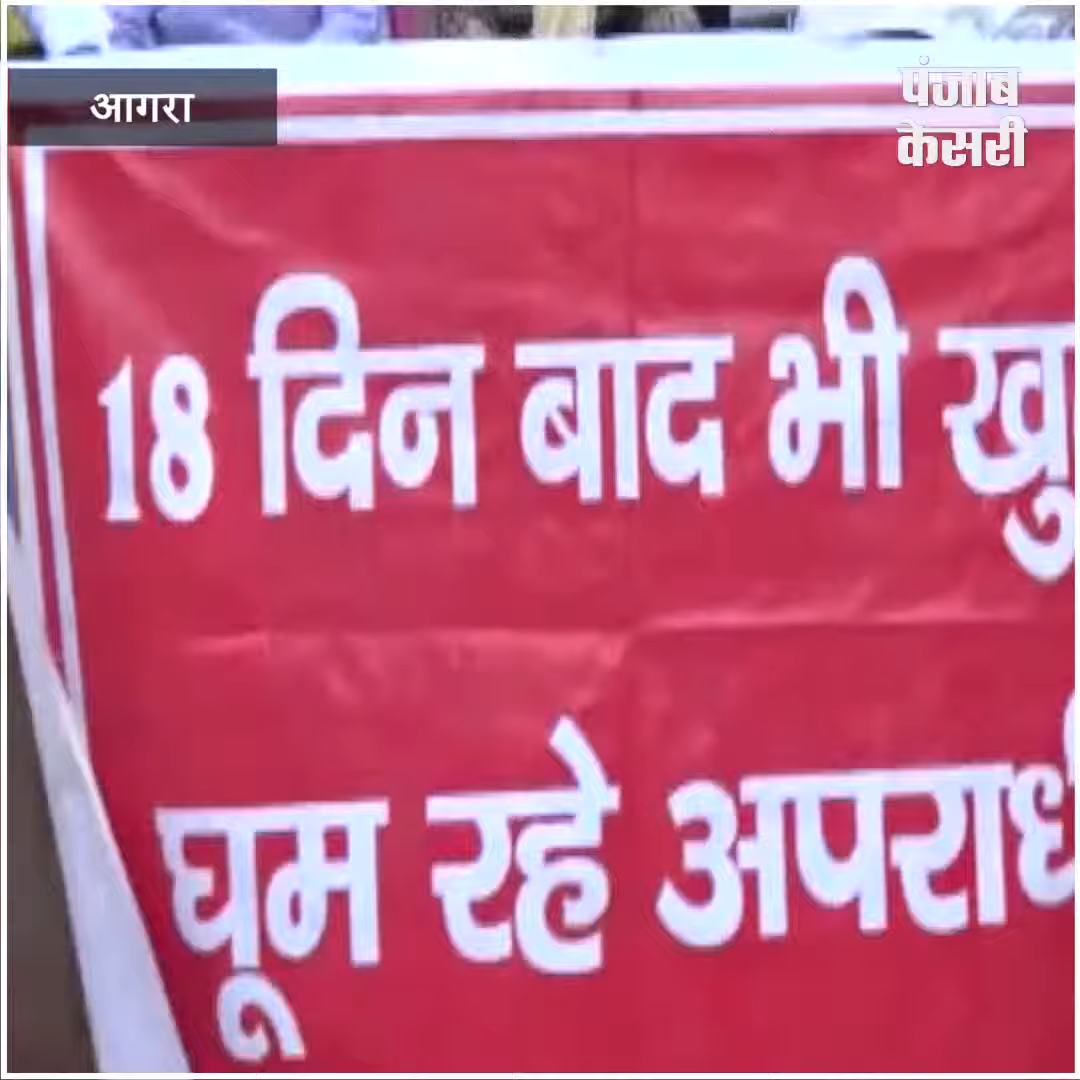 आगरा
पंजाब
केसरी
18 दिन बाद भी
घूम रहे